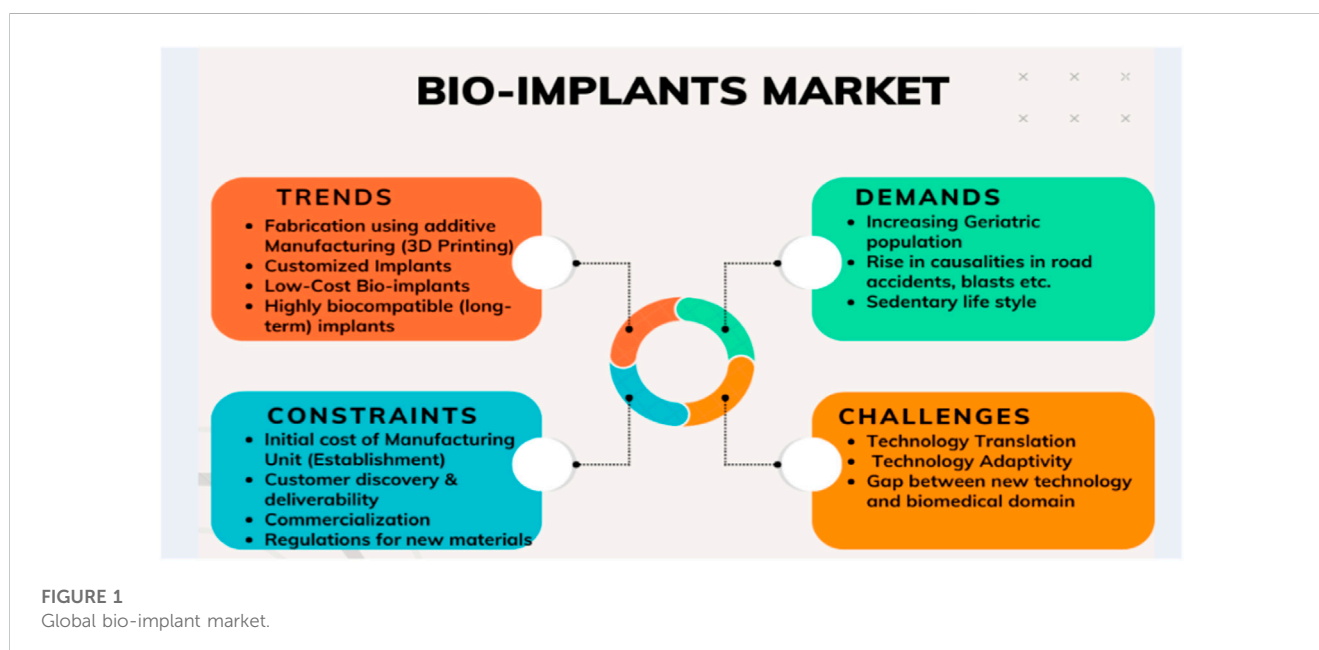 BIO-IMPLANTS MARKET
TRENDS
• Fabrication using additive
Manufacturing (3D Printing)
• Customized Implants
• Low-Cost Bio-implants
• Highly biocompatible (long-
term) implants
DEMANDS
• Increasing Geriatric
population
• Rise in causalities in road
accidents, blasts etc.
• Sedentary life style
CONSTRAINTS
• Initial cost of Manufacturing
Unit (Establishment)
• Customer discovery &
deliverability
• Commercialization
• Regulations for new materials
CHALLENGES
• Technology Translation
• Technology Adaptivity
• Gap between new technology
and biomedical domain
FIGURE 1
Global bio-implant market.